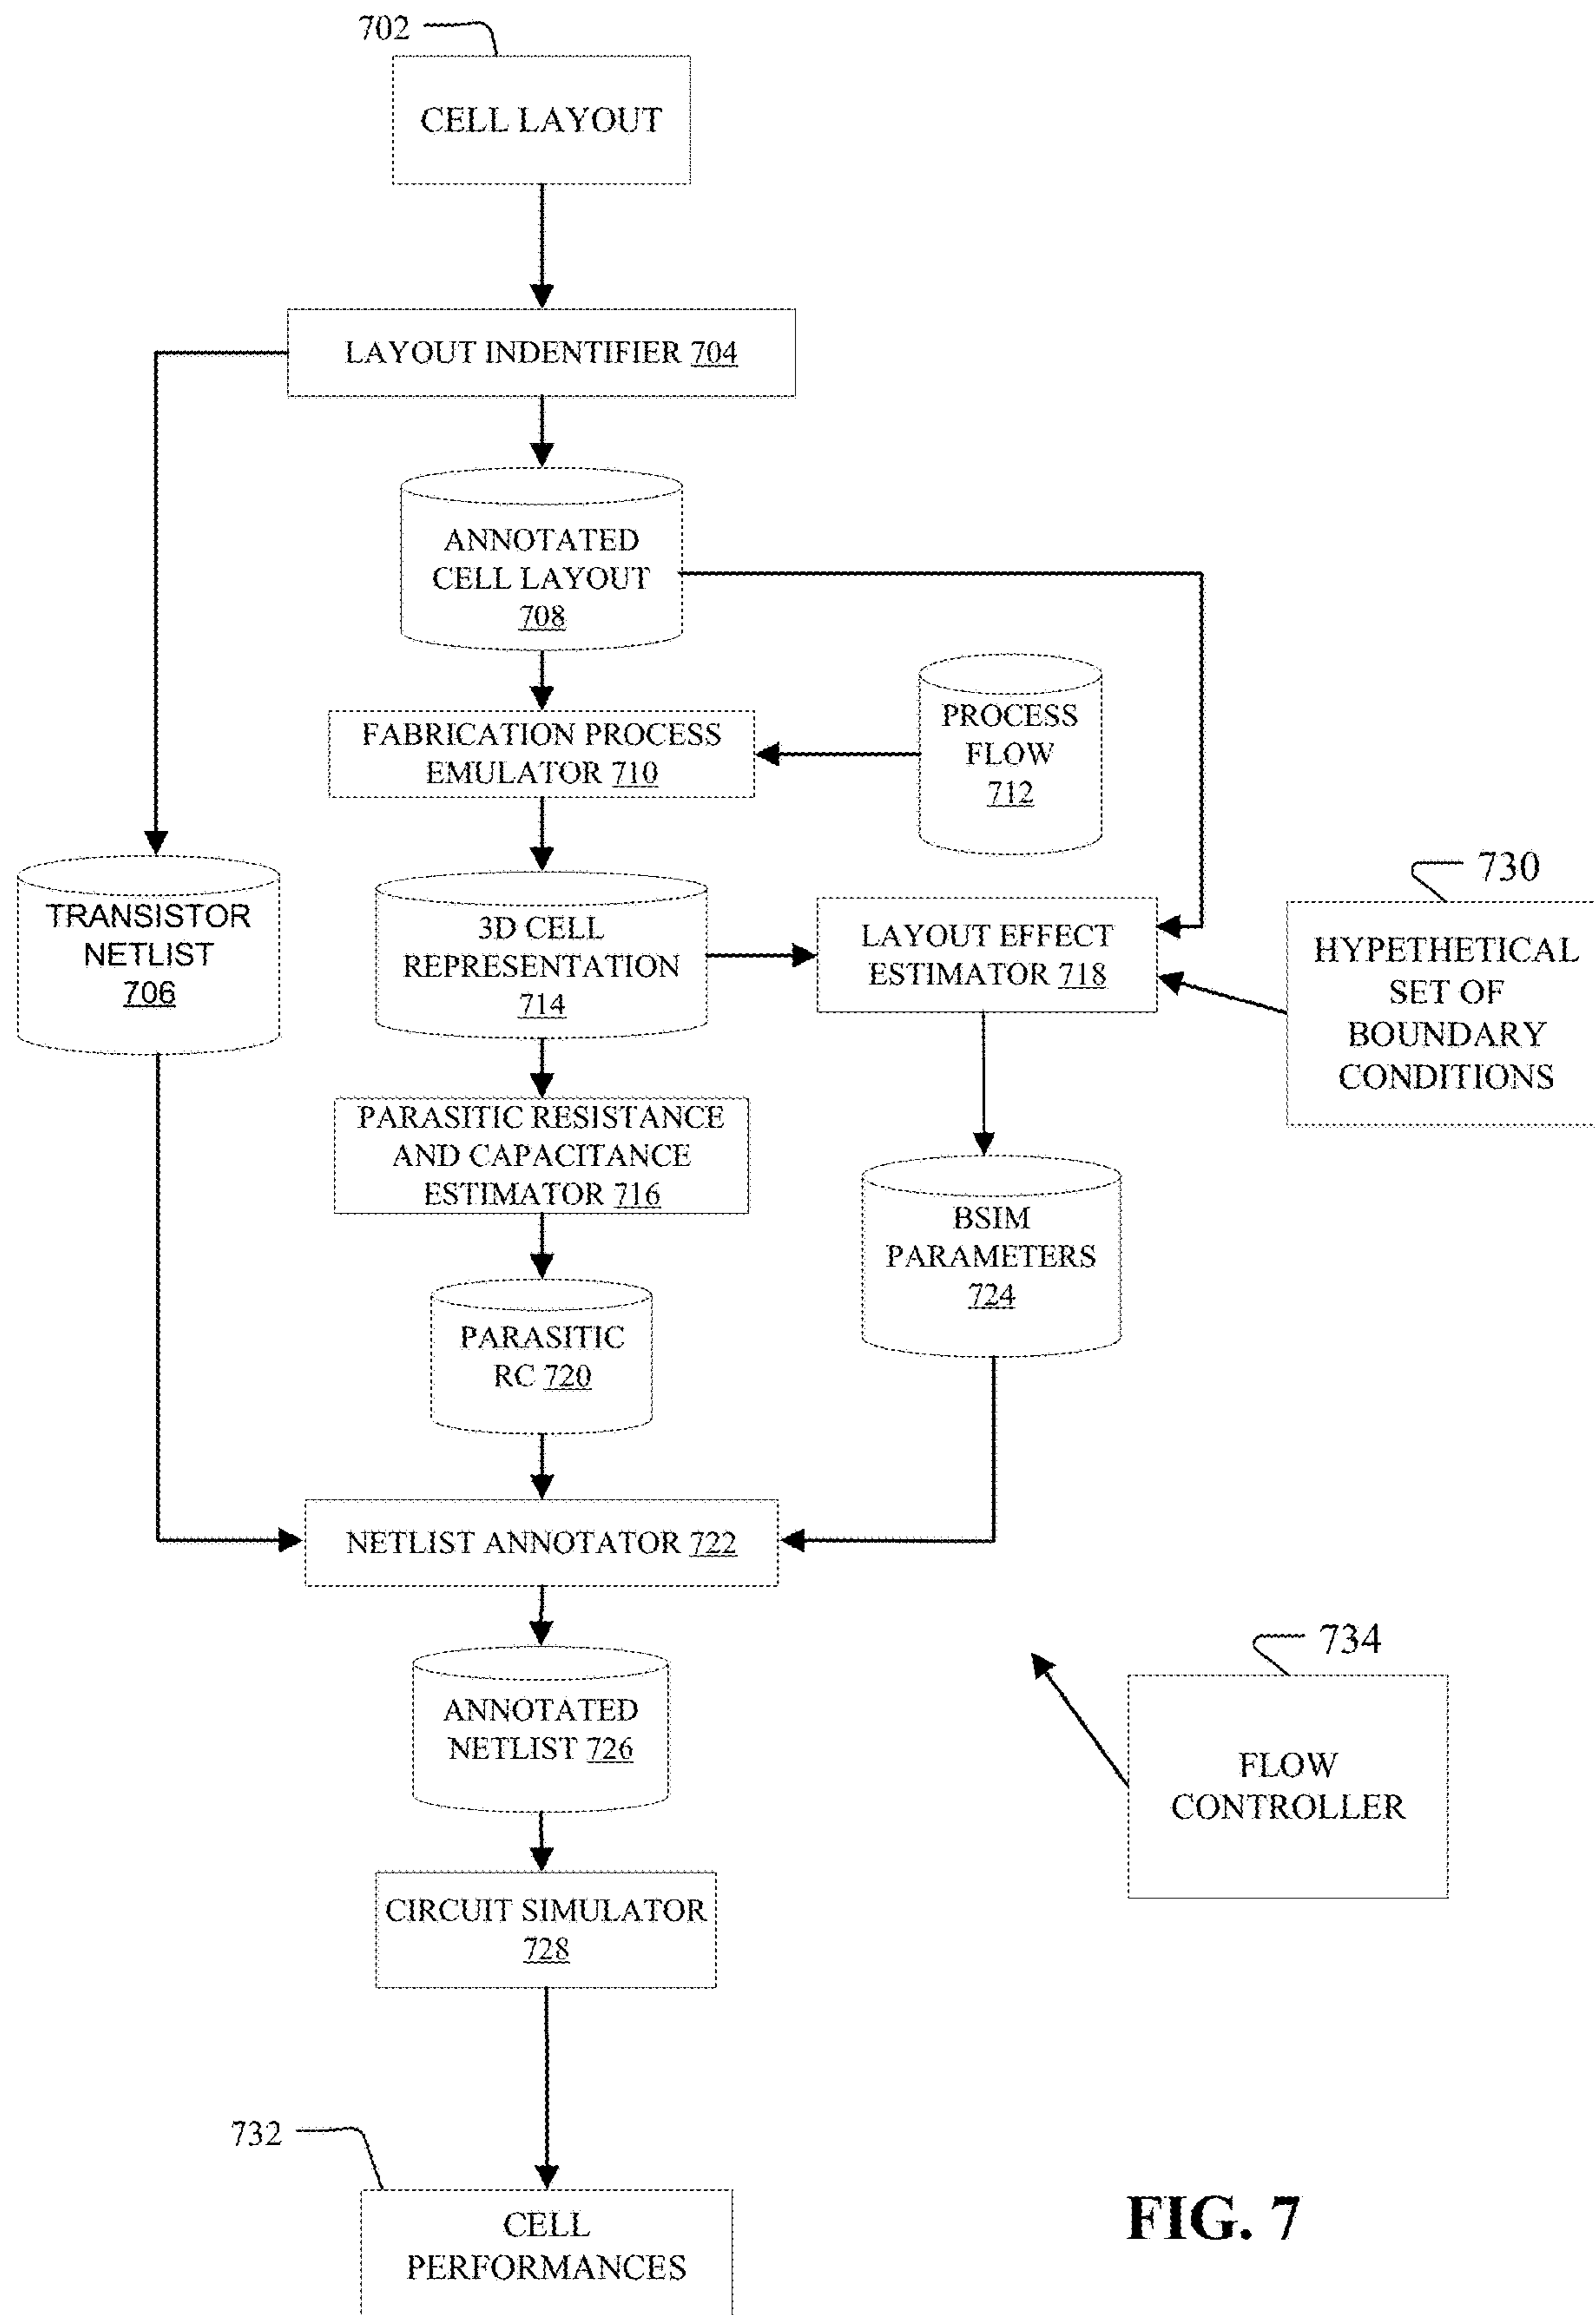 702
CELL LAYOUT
LAYOUT INDENTIFIER 704
ANNOTATED
CELL LAYOUT
708
PROCESS
FLOW
712
FABRICATION PROCESS
EMULATOR 710
TRANSISTOR
NETLIST
706
3D CELL
REPRESENTATION
714
LAYOUT EFFECT
ESTIMATOR 718
730
HYPETHETICAL
SET OF
BOUNDARY
CONDITIONS
PARASITIC RESISTANCE
AND CAPACITANCE
ESTIMATOR 716
BSIM
PARAMETERS
724
PARASITIC
RC 720
NETLIST ANNOTATOR 722
ANNOTATED
NETLIST 726
734
FLOW
CONTROLLER
CIRCUIT SIMULATOR
728
732
CELL
PERFORMANCES
FIG. 7